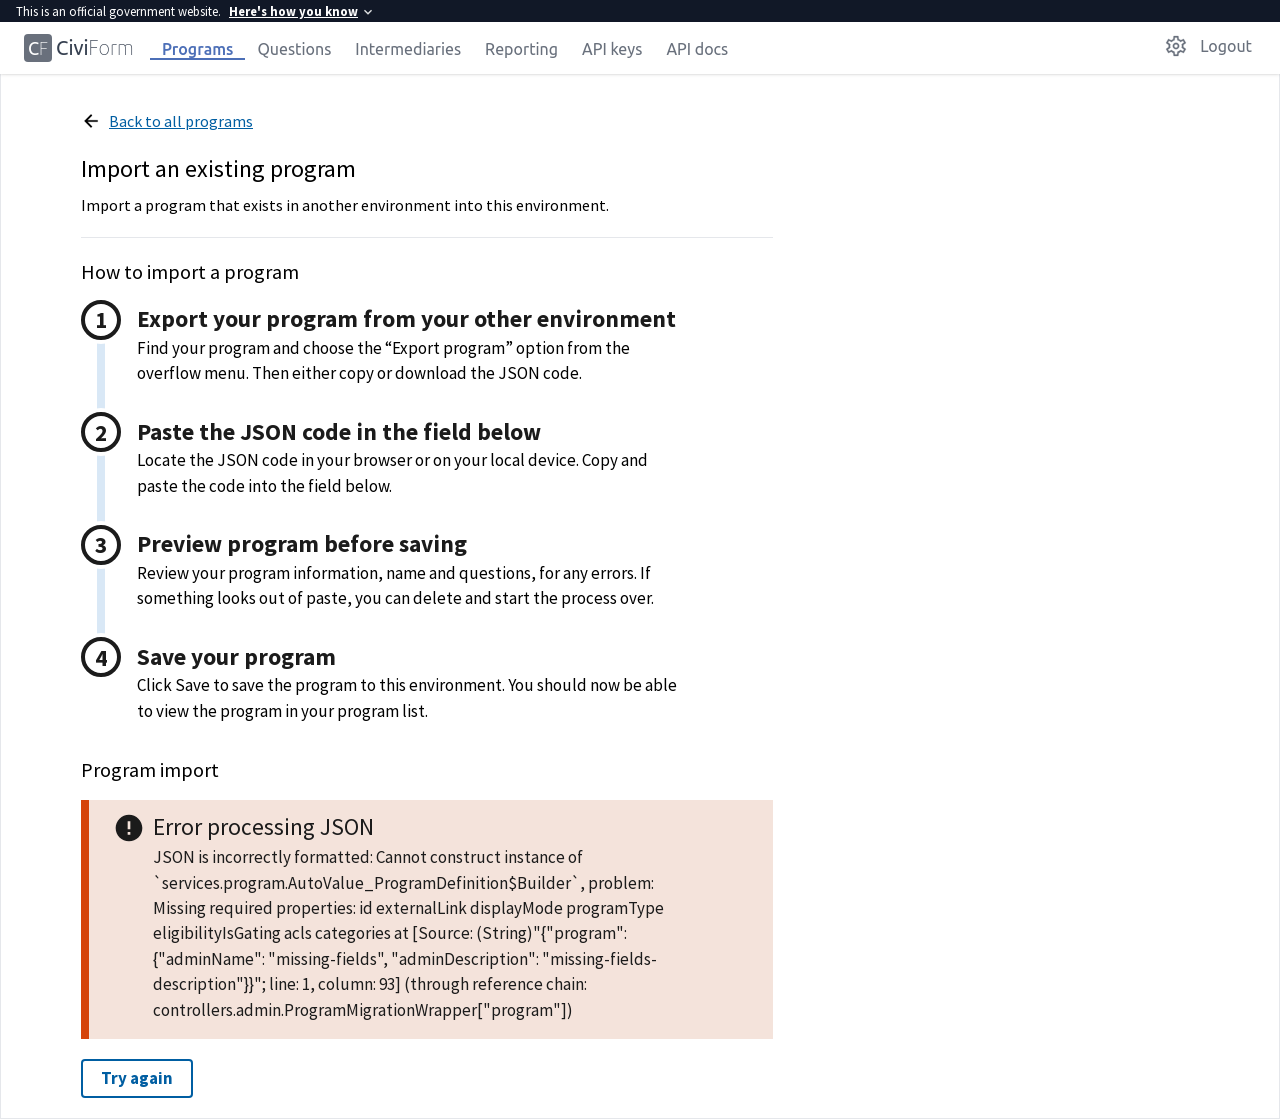 This is an official government website. Here's how you know
CF CiviForm Programs Questions Intermediaries Reporting API keys API docs Logout
Back to all programs
Import an existing program
Import a program that exists in another environment into this environment.
How to import a program
1 Export your program from your other environment
Find your program and choose the “Export program” option from the
overflow menu. Then either copy or download the JSON code.
2 Paste the JSON code in the field below
Locate the JSON code in your browser or on your local device. Copy and
paste the code into the field below.
3 Preview program before saving
Review your program information, name and questions, for any errors. If
something looks out of paste, you can delete and start the process over.
4 Save your program
Click Save to save the program to this environment. You should now be able
to view the program in your program list.
Program import
Error processing JSON
JSON is incorrectly formatted: Cannot construct instance of
`services.program.AutoValue_ProgramDefinition$Builder`, problem:
Missing required properties: id externalLink displayMode programType
eligibilityIsGating acls categories at [Source: (String)"{"program":
{"adminName": "missing-fields", "adminDescription": "missing-fields-
description"}}"; line: 1, column: 93] (through reference chain:
controllers.admin.ProgramMigrationWrapper["program"])
Try again